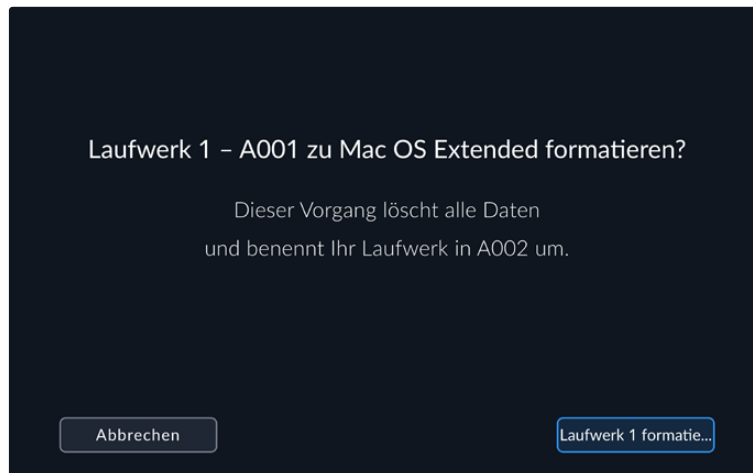 Laufwerk 1 – A001 zu Mac OS Extended formatieren?
Dieser Vorgang löscht alle Daten
und benennt Ihr Laufwerk in A002 um.
Abbrechen
Laufwerk 1 formatie...